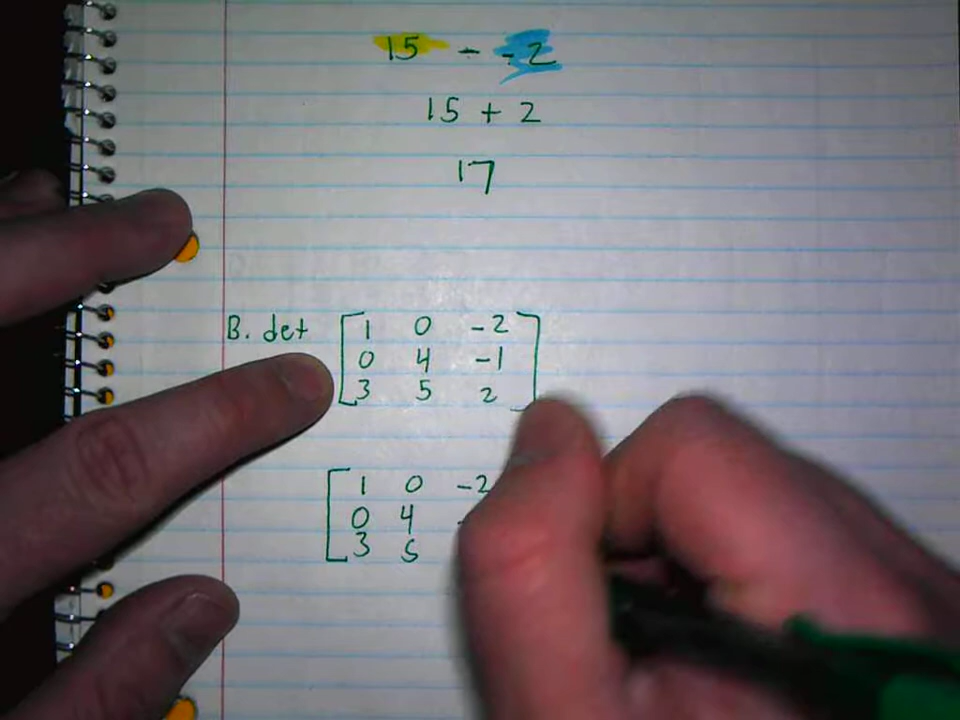 15 - -2
15 + 2
17
B. det [1 0 -2]
0 4 -1
3 5 2
[1 0 -2
0 4
3 5